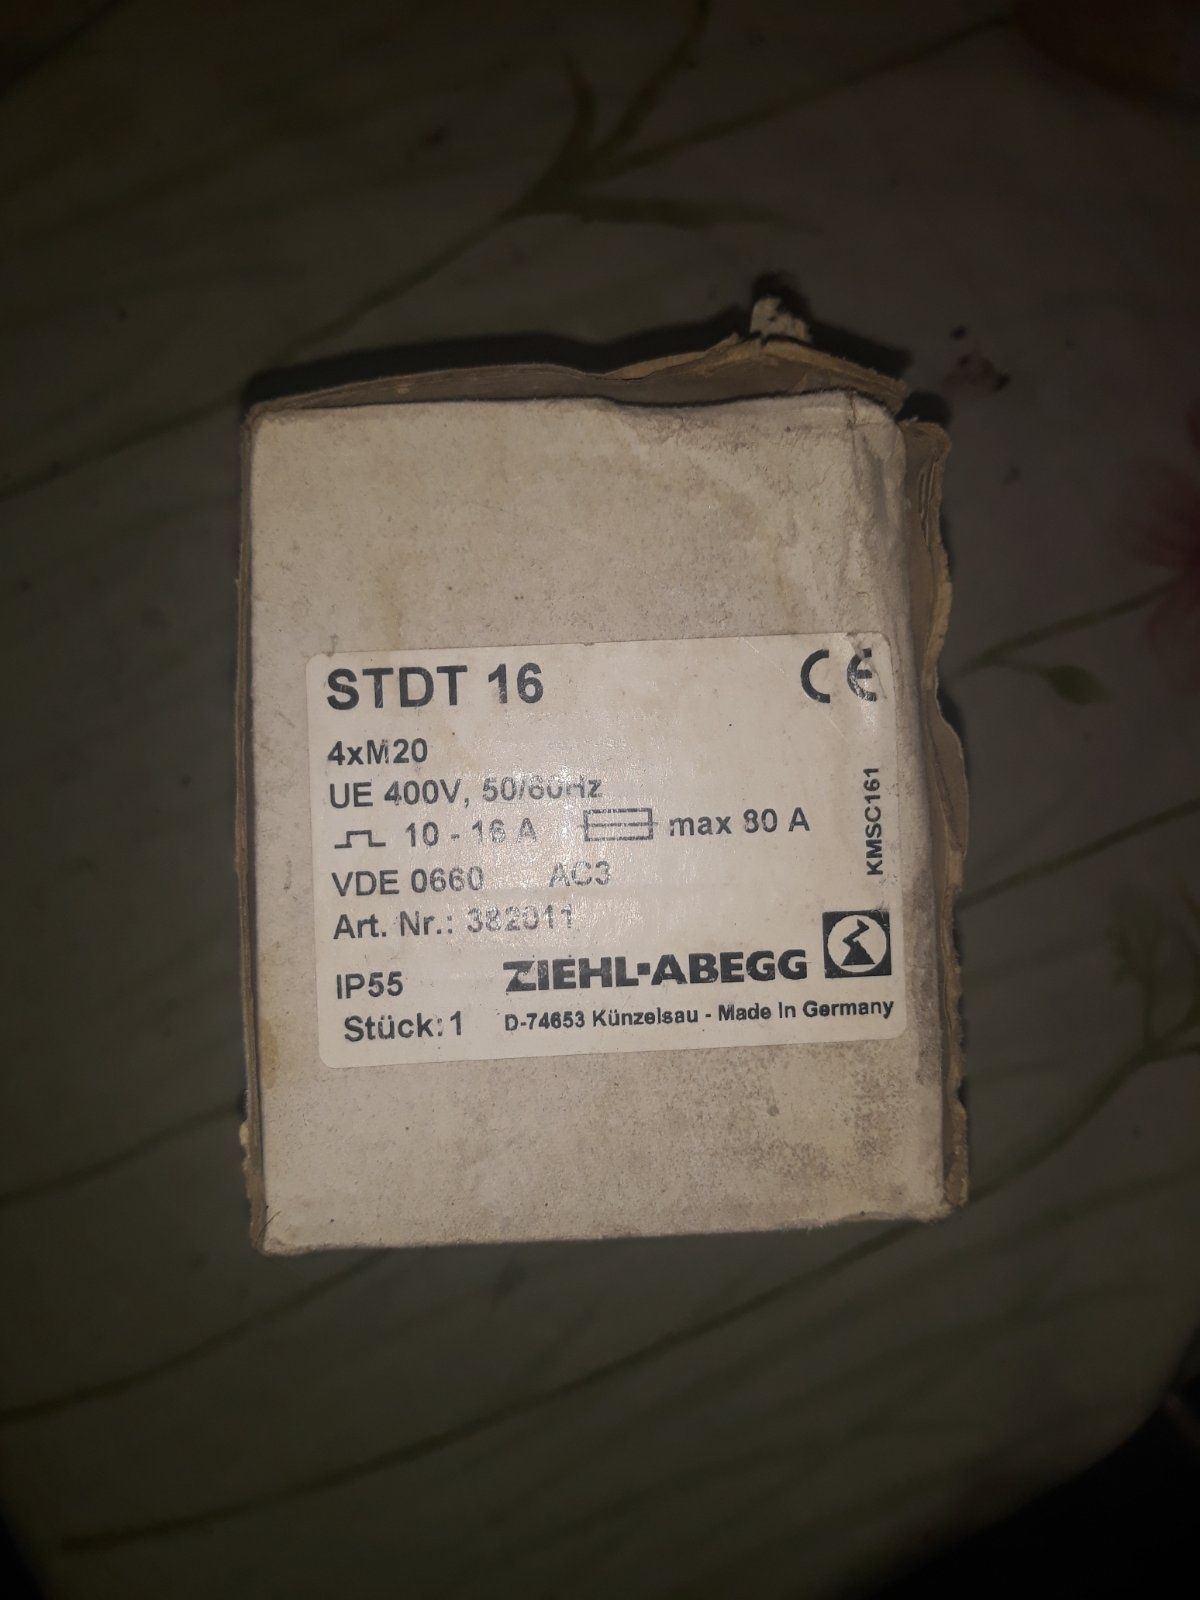 STDT 16 CE
4xM20
UE 400V, 50/60Hz
10 - 16 A max 80 A
VDE 0660 AC3
Art. Nr.: 382011
IP55 ZIEHL-ABEGG
Stück: 1 D-74653 Künzelsau - Made in Germany
KMSC161